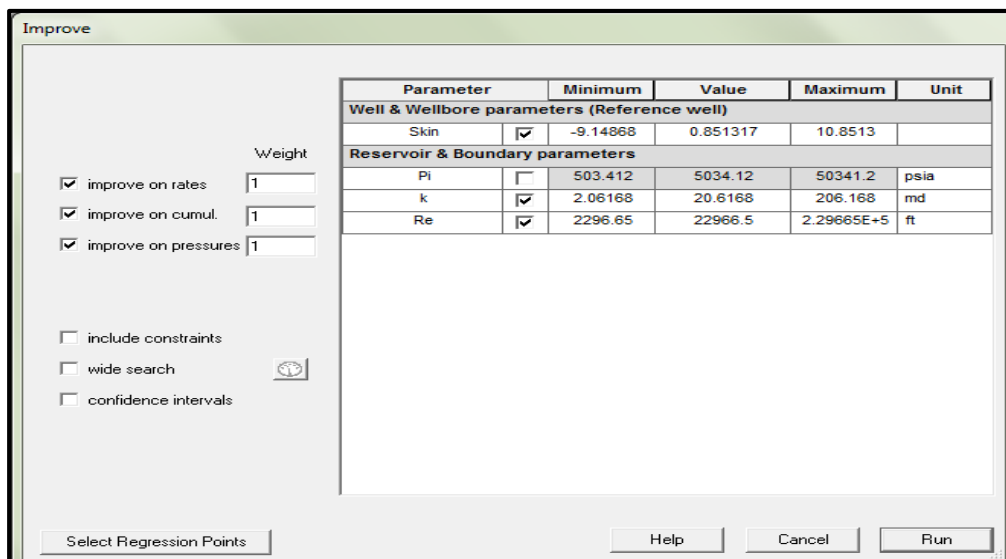 Improve
Parameter Minimum Value Maximum Unit
Well & Wellbore parameters (Reference well)
Skin -9.14868 0.851317 10.8513
Weight
Reservoir & Boundary parameters
improve on rates 1
Pi 503.412 5034.12 50341.2 psia
improve on cumul. 1
k 2.06168 20.6168 206.168 md
improve on pressures 1
Re 2296.65 22966.5 2.29665E+5 ft
include constraints
wide search
confidence intervals
Select Regression Points
Help Cancel Run